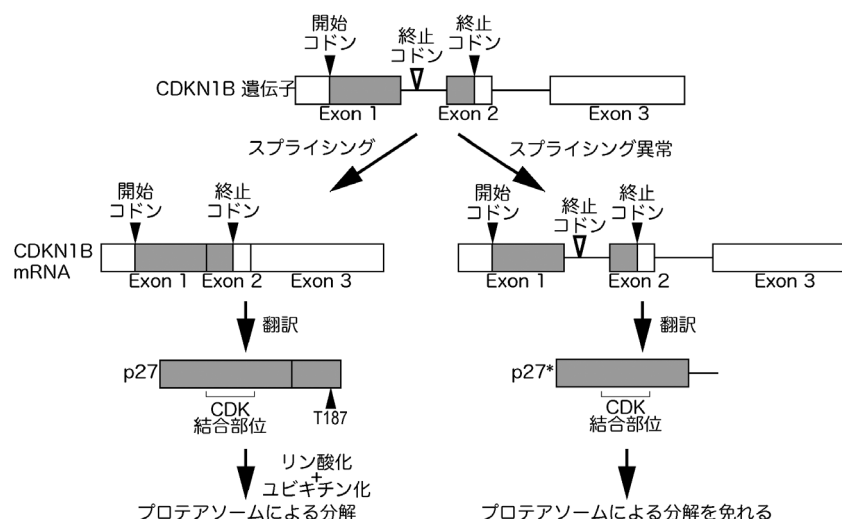 開始
コドン
終止
コドン
終止
コドン
CDKN1B 遺伝子
Exon 1
Exon 2
Exon 3
スプライシング
スプライシング異常
開始
コドン
終止
コドン
CDKN1B
mRNA
Exon 1
Exon 2
Exon 3
開始
コドン
終止
コドン
終止
コドン
Exon 1
Exon 2
Exon 3
翻訳
翻訳
p27
CDK
結合部位
T187
p27*
CDK
結合部位
リン酸化
+
ユビキチン化
プロテアソームによる分解
プロテアソームによる分解を免れる